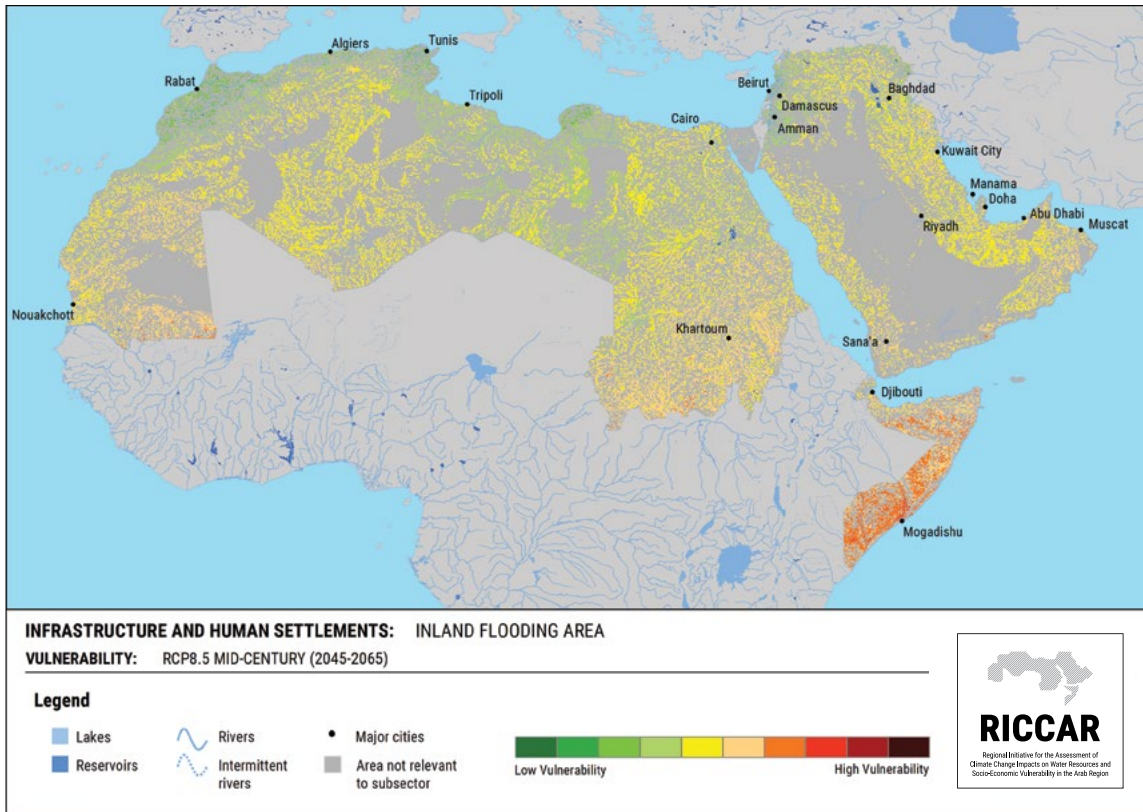 Algiers
Tunis
Rabat
Tripoli
Beirut
Baghdad
Damascus
Cairo
Amman
Kuwait City
Manama
Doha
Abu Dhabi
Riyadh
Muscat
Nouakchott
Khartoum
Sana'a
Djibouti
Mogadishu
INFRASTRUCTURE AND HUMAN SETTLEMENTS: INLAND FLOODING AREA
VULNERABILITY: RCP8.5 MID-CENTURY (2045-2065)
Legend
Lakes
Reservoirs
Rivers
Intermittent
rivers
Major cities
Area not relevant
to subsector
Low Vulnerability
High Vulnerability
RICCAR
Regional Initiative for the Assessment of
Climate Change Impacts on Water Resources and
Socio-Economic Vulnerability in the Arab Region